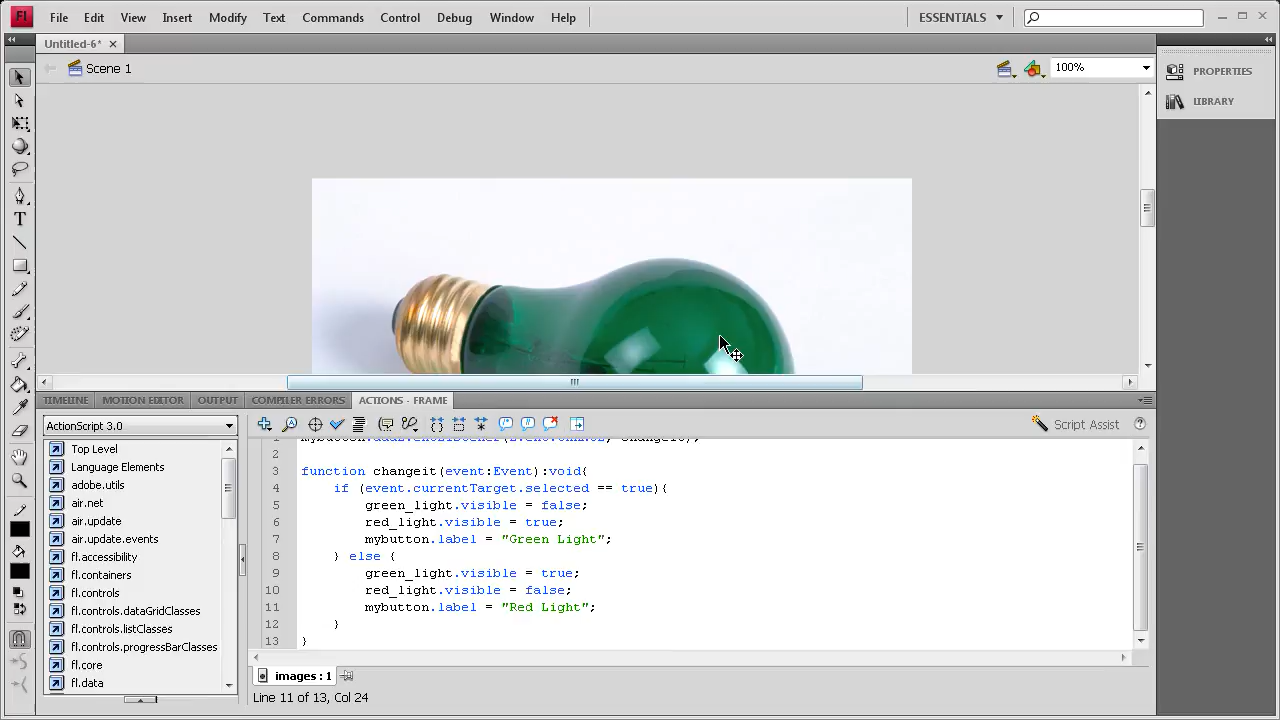 Fl File Edit View Insert Modify Commands Control Debug Window Help ESSENTIALS
Untitled-6*
Scene 1 100%
PROPERTIES
LIBRARY
TIMELINE MOTION EDITOR OUTPUT COMPILER ERRORS ACTIONS - FRAME
ActionScript 3.0 Script Assist
Top Level
Language Elements
adobe.utils
air.net
air.update
air.update.events
fl.accessibility
fl.containers
fl.controls
fl.controls.dataGridClasses
fl.controls.listClasses
fl.controls.progressBarClasses
fl.core
fl.data
2
3 function changeit(event:Event):void{
4 if (event.currentTarget.selected == true){
5 green_light.visible = false;
6 red_light.visible = true;
7 mybutton.label = "Green Light";
8 } else {
9 green_light.visible = true;
10 red_light.visible = false;
11 mybutton.label = "Red Light";
12 }
13 }
images : 1
Line 11 of 13, Col 24